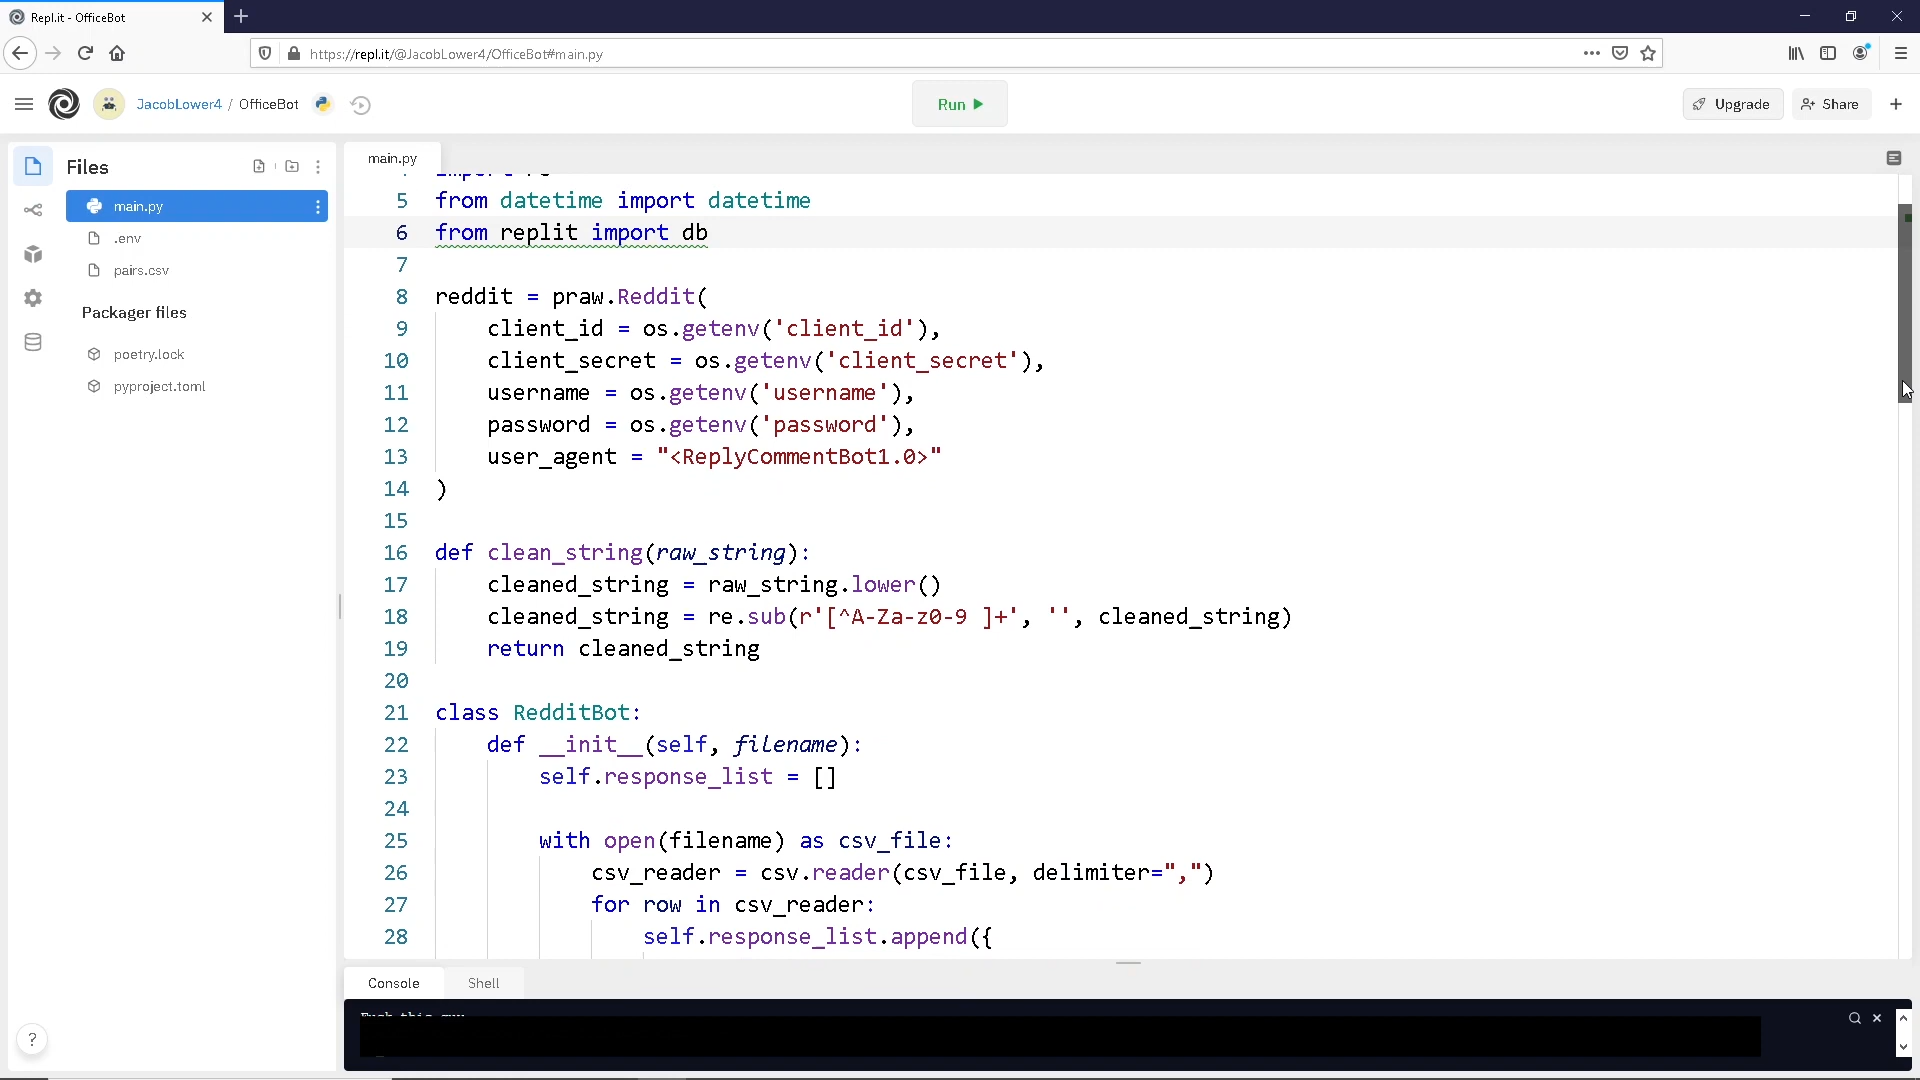 Repl.it - OfficeBot
https://repl.it/@JacobLower4/OfficeBot#main.py
JacobLower4 / OfficeBot
Run
Upgrade
Share
Files
main.py
.env
pairs.csv
Packager files
poetry.lock
pyproject.toml
main.py
5 from datetime import datetime
6 from replit import db
7
8 reddit = praw.Reddit(
9 client_id = os.getenv('client_id'),
10 client_secret = os.getenv('client_secret'),
11 username = os.getenv('username'),
12 password = os.getenv('password'),
13 user_agent = "<ReplyCommentBot1.0>"
14 )
15
16 def clean_string(raw_string):
17 cleaned_string = raw_string.lower()
18 cleaned_string = re.sub(r'[^A-Za-z0-9 ]+', '', cleaned_string)
19 return cleaned_string
20
21 class RedditBot:
22 def __init__(self, filename):
23 self.response_list = []
24
25 with open(filename) as csv_file:
26 csv_reader = csv.reader(csv_file, delimiter=",")
27 for row in csv_reader:
28 self.response_list.append({
Console
Shell
?